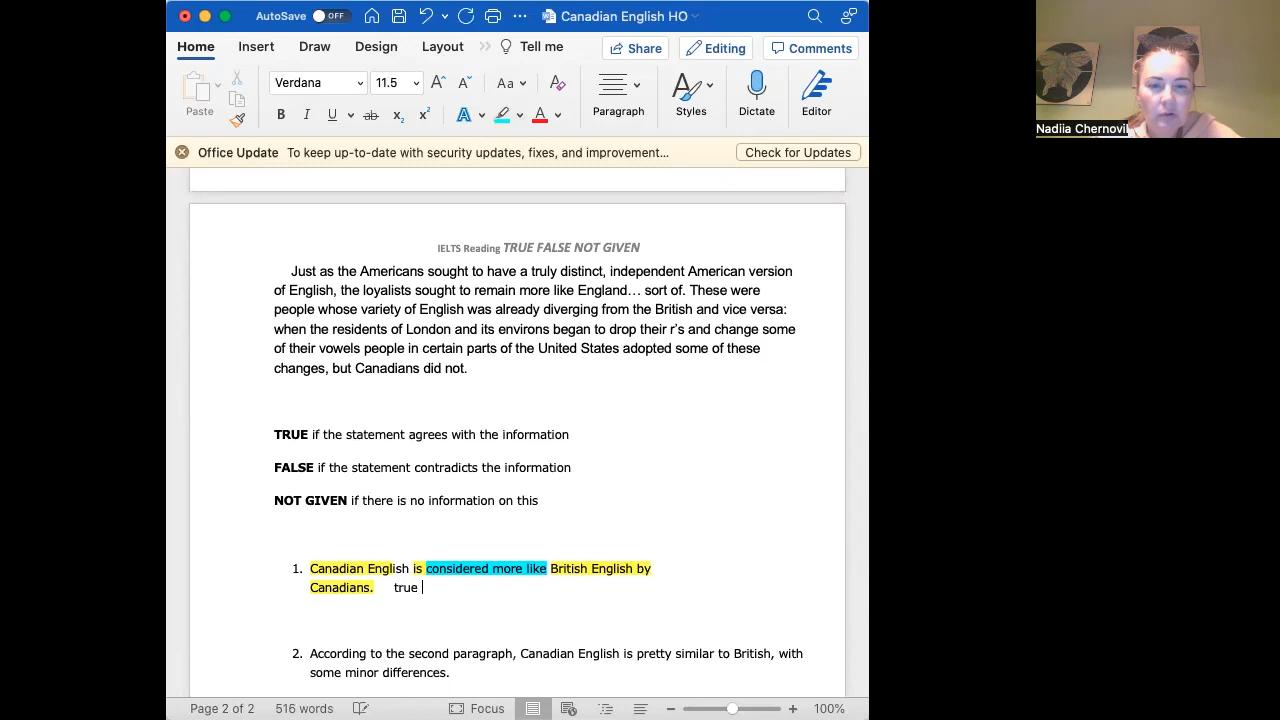 AutoSave OFF Canadian English HO
Home Insert Draw Design Layout Tell me Share Editing Comments
Verdana 11.5 Aa
Paste B I U ab x2 x2 A A Paragraph Styles Dictate Editor
Office Update To keep up-to-date with security updates, fixes, and improvement... Check for Updates
IELTS Reading TRUE FALSE NOT GIVEN
Just as the Americans sought to have a truly distinct, independent American version
of English, the loyalists sought to remain more like England… sort of. These were
people whose variety of English was already diverging from the British and vice versa:
when the residents of London and its environs began to drop their r's and change some
of their vowels people in certain parts of the United States adopted some of these
changes, but Canadians did not.
TRUE if the statement agrees with the information
FALSE if the statement contradicts the information
NOT GIVEN if there is no information on this
1. Canadian English is considered more like British English by
Canadians. true
2. According to the second paragraph, Canadian English is pretty similar to British, with
some minor differences.
Page 2 of 2 516 words Focus 100%
Nadiia Chernovil